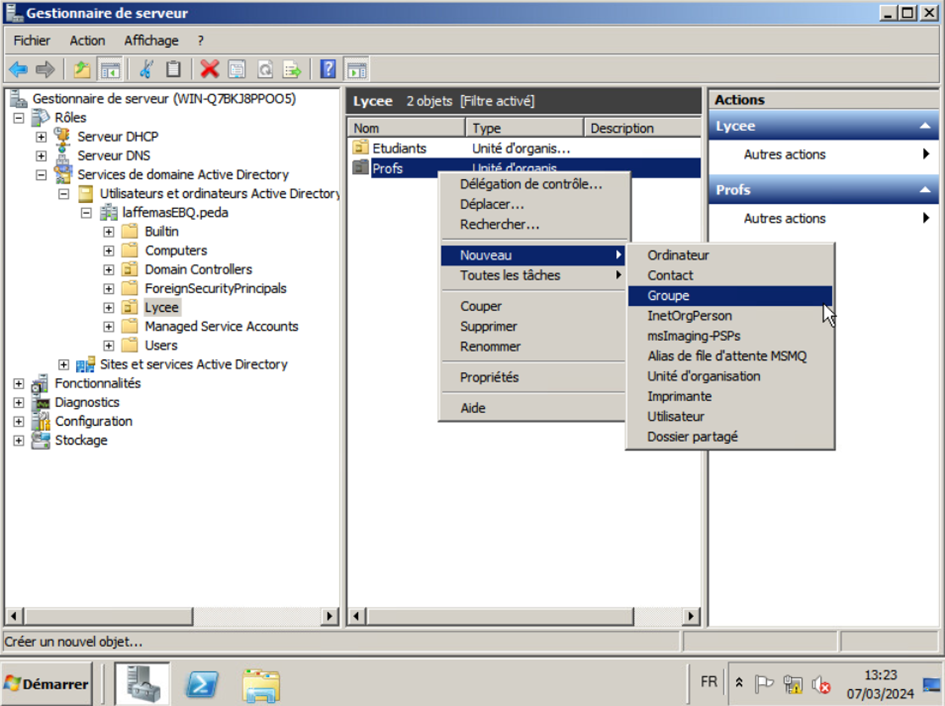 Gestionnaire de serveur
Fichier Action Affichage ?
Gestionnaire de serveur (WIN-Q7BKJ8PPOO5)
Rôles
Serveur DHCP
Serveur DNS
Services de domaine Active Directory
Utilisateurs et ordinateurs Active Directory
laffemasEBQ.peda
Builtin
Computers
Domain Controllers
ForeignSecurityPrincipals
Lycee
Managed Service Accounts
Users
Sites et services Active Directory
Fonctionnalités
Diagnostics
Configuration
Stockage
Lycee 2 objets [Filtre activé]
Nom Type Description
Etudiants Unité d'organis...
Profs Unité d'organis
Délégation de contrôle...
Déplacer...
Rechercher...
Nouveau
Toutes les tâches
Couper
Supprimer
Renommer
Propriétés
Aide
Ordinateur
Contact
Groupe
InetOrgPerson
msImaging-PSPs
Alias de file d'attente MSMQ
Unité d'organisation
Imprimante
Utilisateur
Dossier partagé
Actions
Lycee
Autres actions
Profs
Autres actions
Créer un nouvel objet...
Démarrer
FR
13:23
07/03/2024